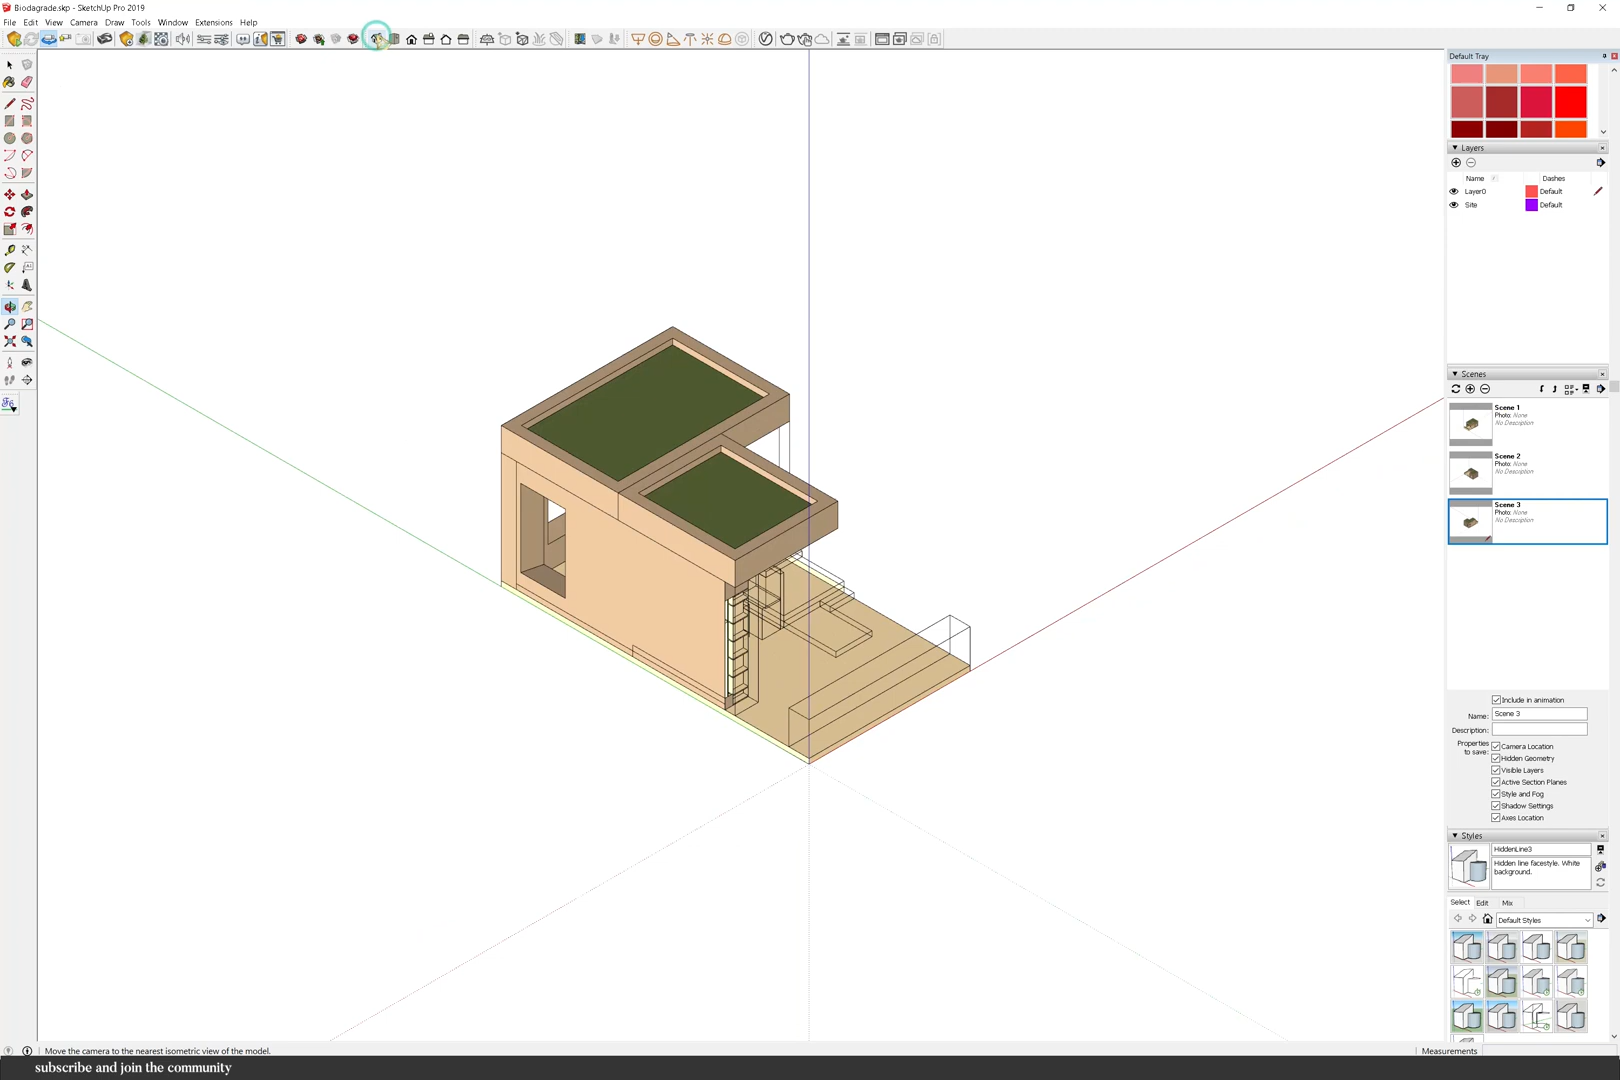 Biodagrade.skp - SketchUp Pro 2019
File Edit View Camera Draw Tools Window Extensions Help
Default Tray
Layers
Name Dashes
Layer0 Default
Site Default
Scenes
Scene 1
Photo: None
No Description
Scene 2
Photo: None
No Description
Scene 3
Photo: None
No Description
Include in animation
Name: Scene 3
Description:
Properties to save:
Camera Location
Hidden Geometry
Visible Layers
Active Section Planes
Style and Fog
Shadow Settings
Axes Location
Styles
HiddenLine3
Hidden line facestyle. White
background.
Select Edit Mix
Default Styles
Move the camera to the nearest isometric view of the model.
Measurements
subscribe and join the community